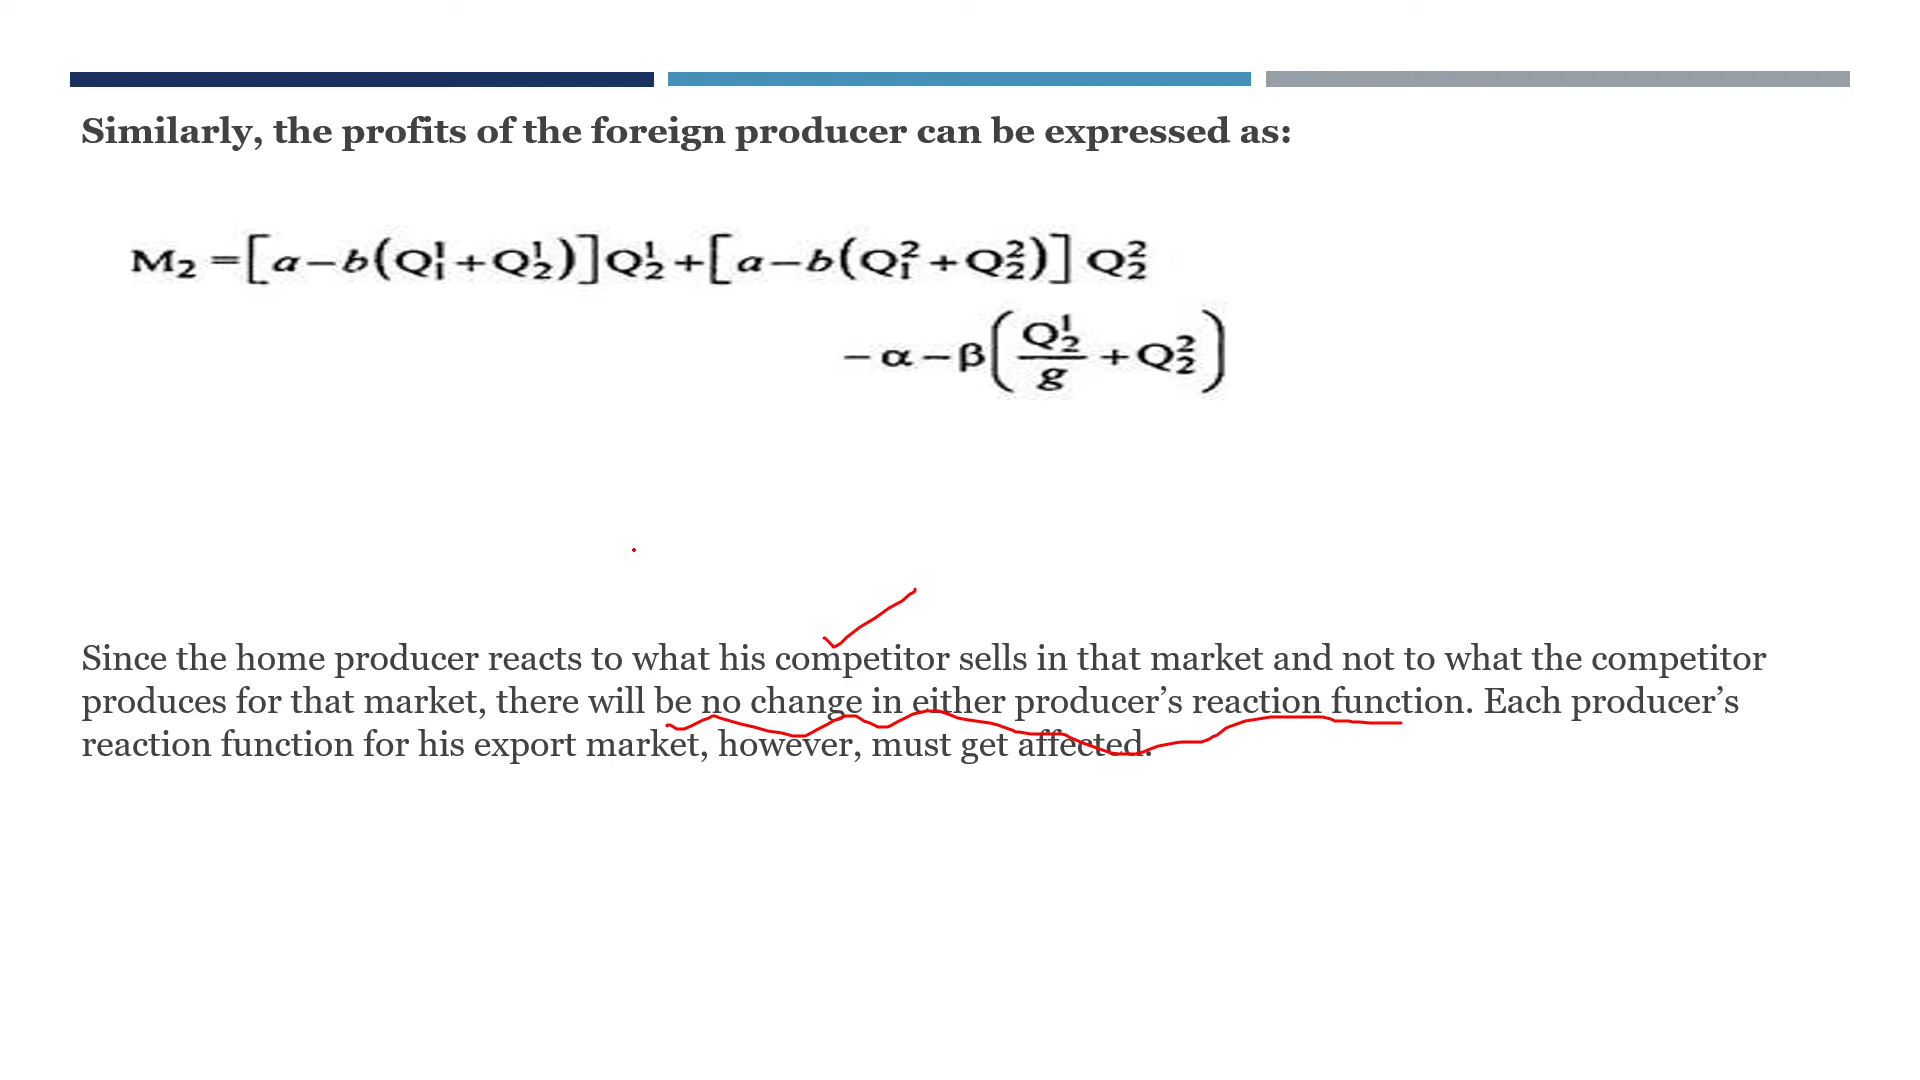 Similarly, the profits of the foreign producer can be expressed as:
M₂ = [a − b(Q₁¹ + Q₂¹)]Q₂¹ + [a − b(Q₁² + Q₂²)] Q₂²
− α − β(Q₂¹/g + Q₂²)
Since the home producer reacts to what his competitor sells in that market and not to what the competitor
produces for that market, there will be no change in either producer’s reaction function. Each producer’s
reaction function for his export market, however, must get affected.